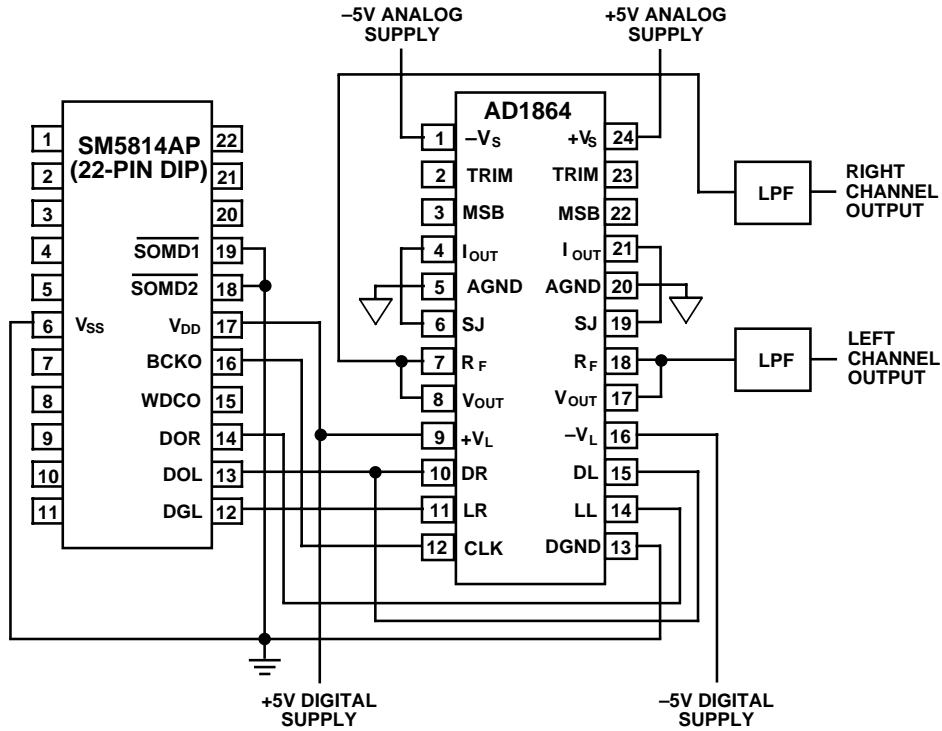 –5V ANALOG
SUPPLY
+5V ANALOG
SUPPLY
SM5814AP
(22-PIN DIP)
1
2
3
4
5
6
7
8
9
10
11
VSS
22
21
20
SOMD1 19
SOMD2 18
VDD 17
BCKO 16
WDCO 15
DOR 14
DOL 13
DGL 12
AD1864
1 –VS
2 TRIM
3 MSB
4 IOUT
5 AGND
6 SJ
7 RF
8 VOUT
9 +VL
10 DR
11 LR
12 CLK
+VS 24
TRIM 23
MSB 22
IOUT 21
AGND 20
SJ 19
RF 18
VOUT 17
–VL 16
DL 15
LL 14
DGND 13
LPF
RIGHT
CHANNEL
OUTPUT
LPF
LEFT
CHANNEL
OUTPUT
+5V DIGITAL
SUPPLY
–5V DIGITAL
SUPPLY